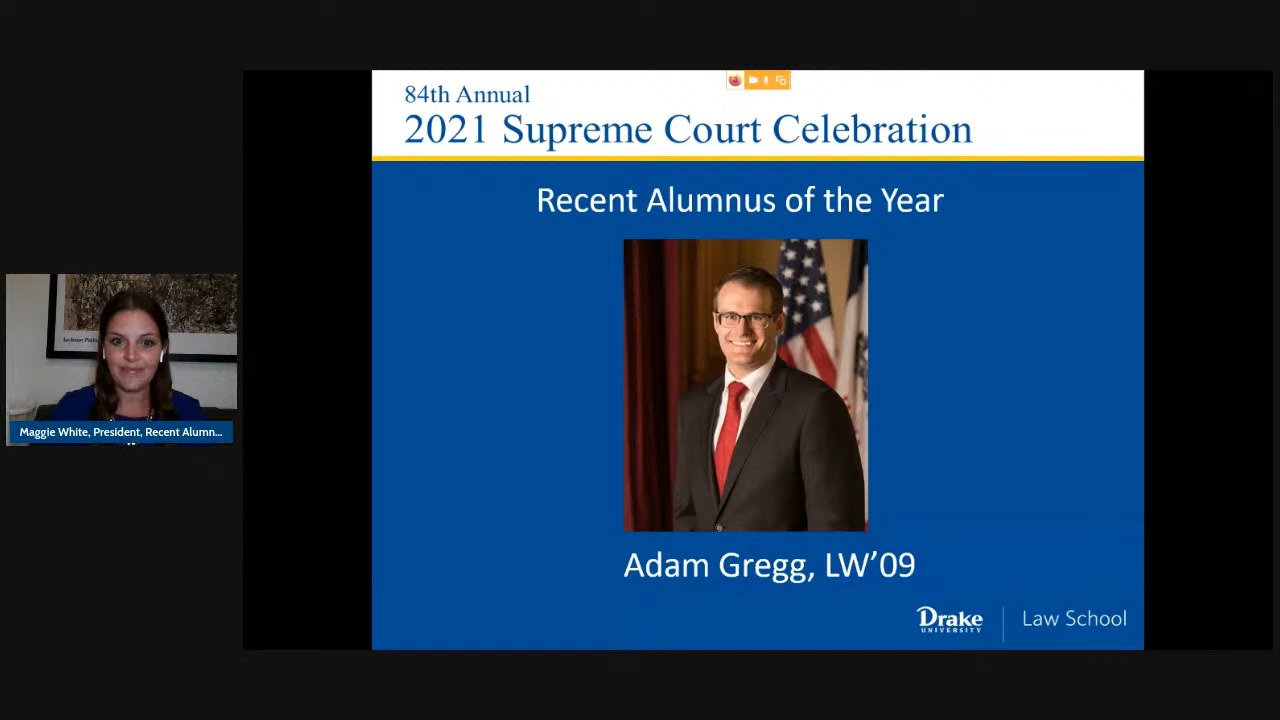 84th Annual
2021 Supreme Court Celebration
Recent Alumnus of the Year
Jackson
Maggie White, President, Recent Alumn...
Adam Gregg, LW’09
Drake
UNIVERSITY
Law School